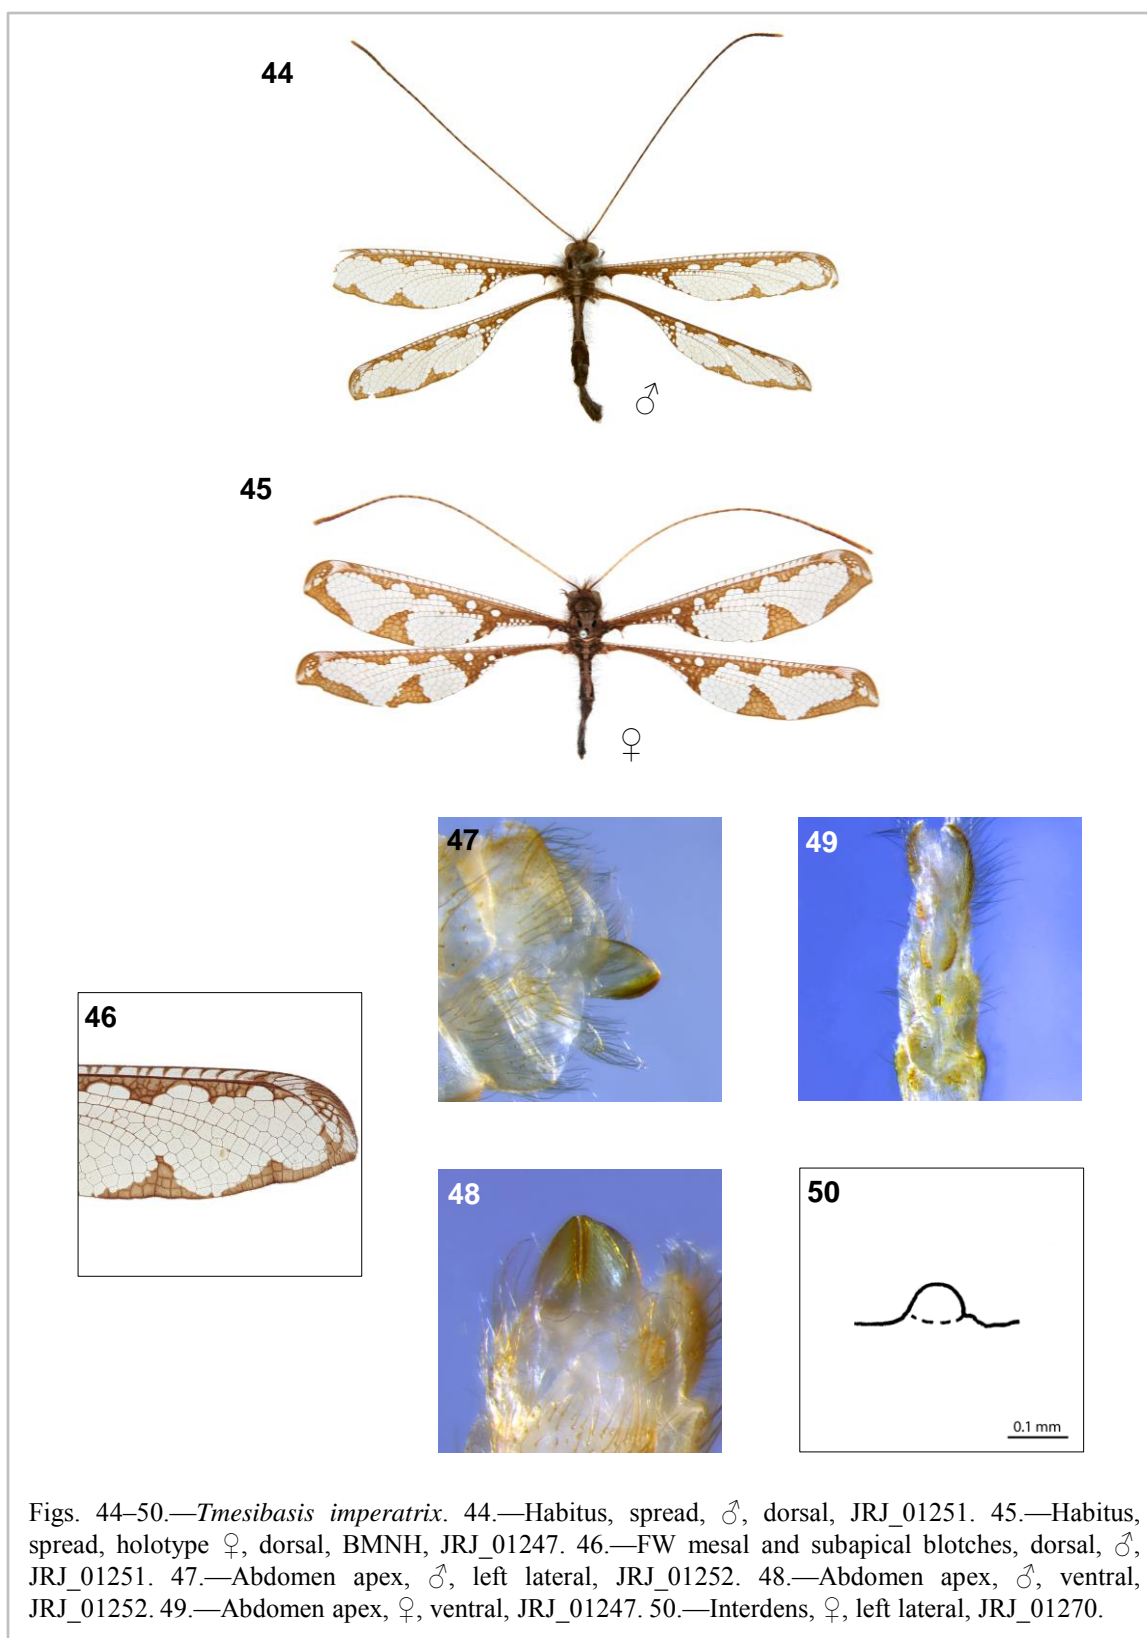 44
♂
45
♀
47
49
46
48
50
0.1 mm
Figs. 44–50.—Tmesibasis imperatrix. 44.—Habitus, spread, ♂, dorsal, JRJ_01251. 45.—Habitus,
spread, holotype ♀, dorsal, BMNH, JRJ_01247. 46.—FW mesal and subapical blotches, dorsal, ♂,
JRJ_01251. 47.—Abdomen apex, ♂, left lateral, JRJ_01252. 48.—Abdomen apex, ♂, ventral,
JRJ_01252. 49.—Abdomen apex, ♀, ventral, JRJ_01247. 50.—Interdens, ♀, left lateral, JRJ_01270.